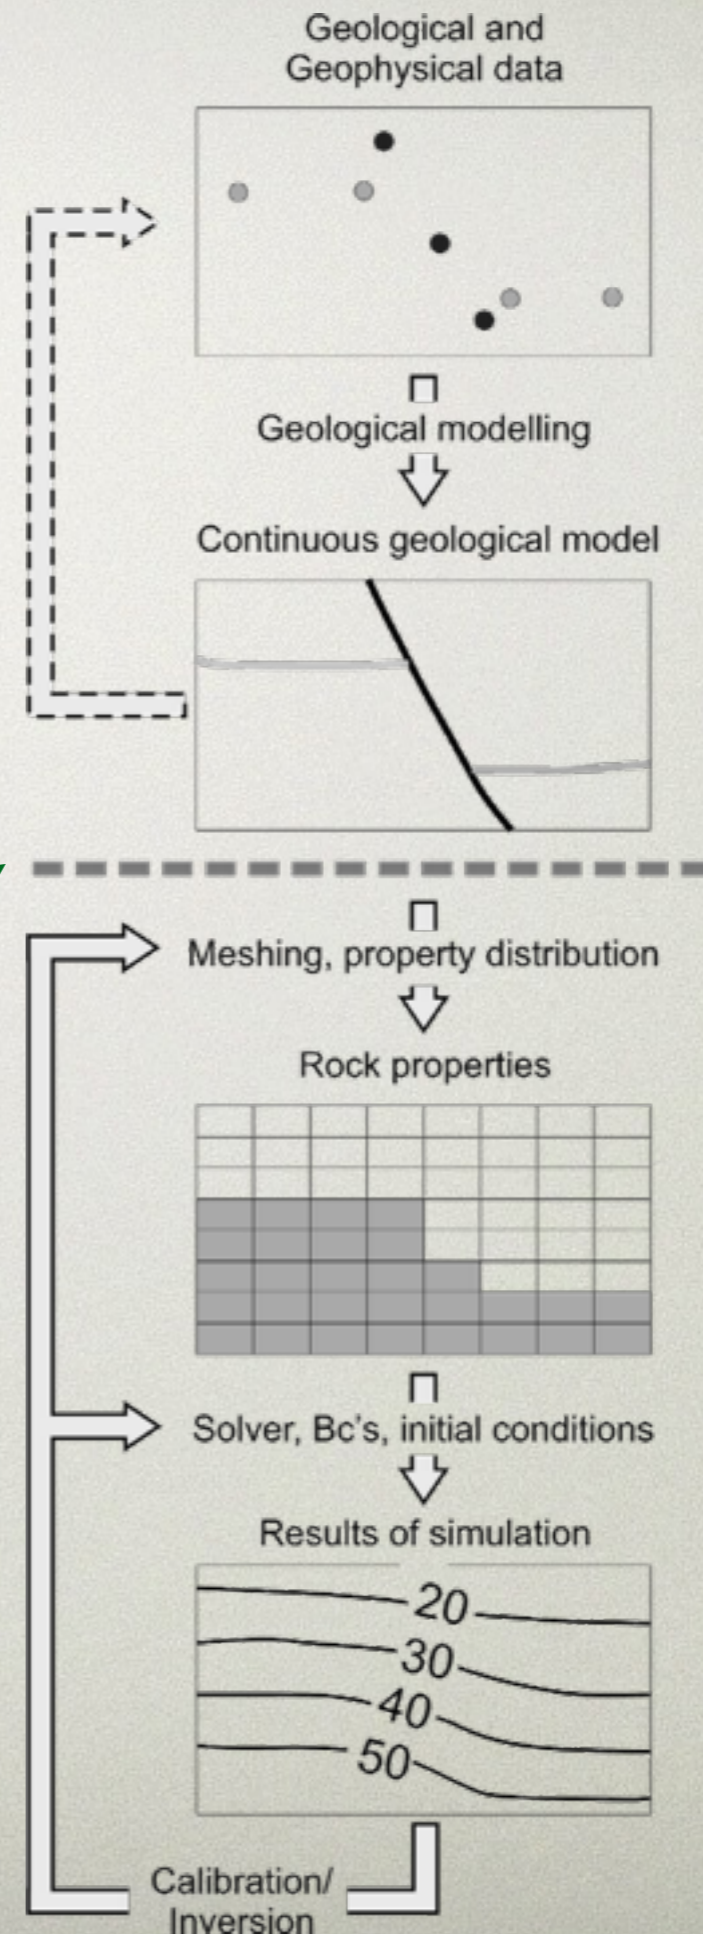 Geological and
Geophysical data
Geological modelling
Continuous geological model
Meshing, property distribution
Rock properties
Solver, Bc's, initial conditions
Results of simulation
20
30
40
50
Calibration/
Inversion